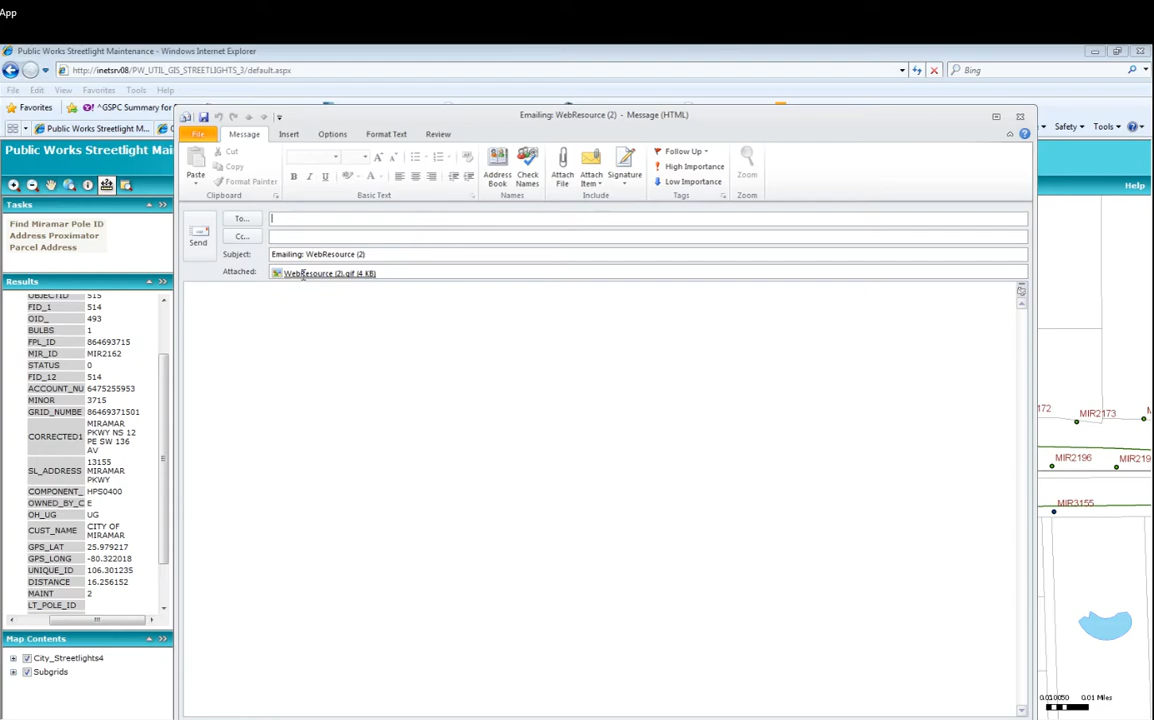 App
Public Works Streetlight Maintenance - Windows Internet Explorer
http://inetsrv08/PW_UTIL_GIS_STREETLIGHTS_3/default.aspx
Bing
File Edit View Favorites Tools Help
Favorites ^GSPC Summary for
Public Works Streetlight M...
Safety Tools
Emailing: WebResource (2) - Message (HTML)
File Message Insert Options Format Text Review
Paste
Cut
Copy
Format Painter
Clipboard
B I U
Basic Text
Address Book
Check Names
Names
Attach File
Attach Item
Signature
Include
Follow Up
High Importance
Low Importance
Tags
Zoom
Zoom
Send
To...
Cc...
Subject: Emailing: WebResource (2)
Attached: WebResource (2).gif (4 KB)
Public Works Streetlight Mai
Help
Tasks
Find Miramar Pole ID
Address Proximator
Parcel Address
Results
OBJECTID 515
FID_1 514
OID_ 493
BULBS 1
FPL_ID 864693715
MIR_ID MIR2162
STATUS 0
FID_12 514
ACCOUNT_NU 6475255953
MINOR 3715
GRID_NUMBE 86469371501
CORRECTED1 MIRAMAR
PKWY NS 12
PE SW 136
AV
SL_ADDRESS 13155
MIRAMAR
PKWY
COMPONENT_ HPS0400
OWNED_BY_C E
OH_UG UG
CUST_NAME CITY OF
MIRAMAR
GPS_LAT 25.979217
GPS_LONG -80.322018
UNIQUE_ID 106.301235
DISTANCE 16.256152
MAINT 2
LT_POLE_ID
Map Contents
City_Streetlights4
Subgrids
172 MIR2173
MIR2196 MIR219
MIR3155
0.01 Miles